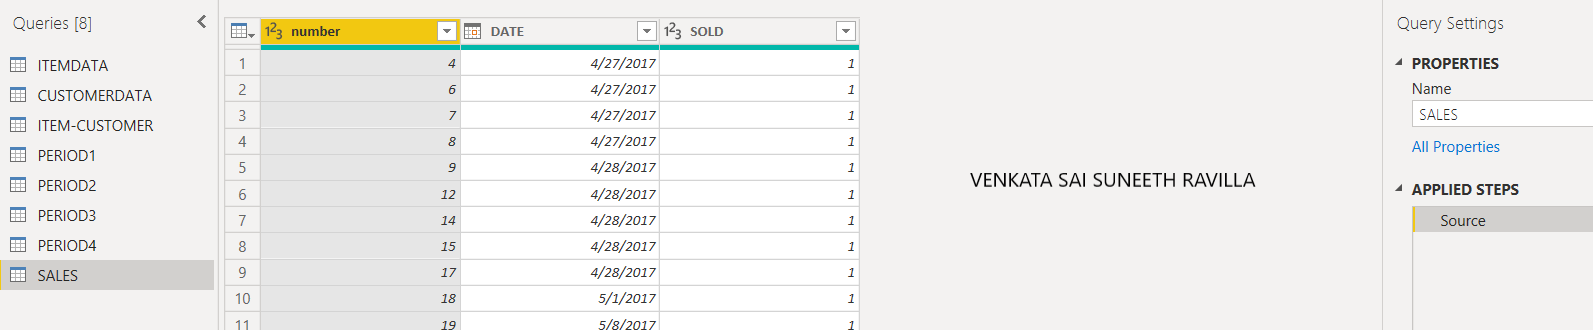 Queries [8]
ITEMDATA
CUSTOMERDATA
ITEM-CUSTOMER
PERIOD1
PERIOD2
PERIOD3
PERIOD4
SALES
1²3 number DATE 1²3 SOLD
1 4 4/27/2017 1
2 6 4/27/2017 1
3 7 4/27/2017 1
4 8 4/27/2017 1
5 9 4/28/2017 1
6 12 4/28/2017 1
7 14 4/28/2017 1
8 15 4/28/2017 1
9 17 4/28/2017 1
10 18 5/1/2017 1
11 19 5/8/2017 1
VENKATA SAI SUNEETH RAVILLA
Query Settings
PROPERTIES
Name
SALES
All Properties
APPLIED STEPS
Source